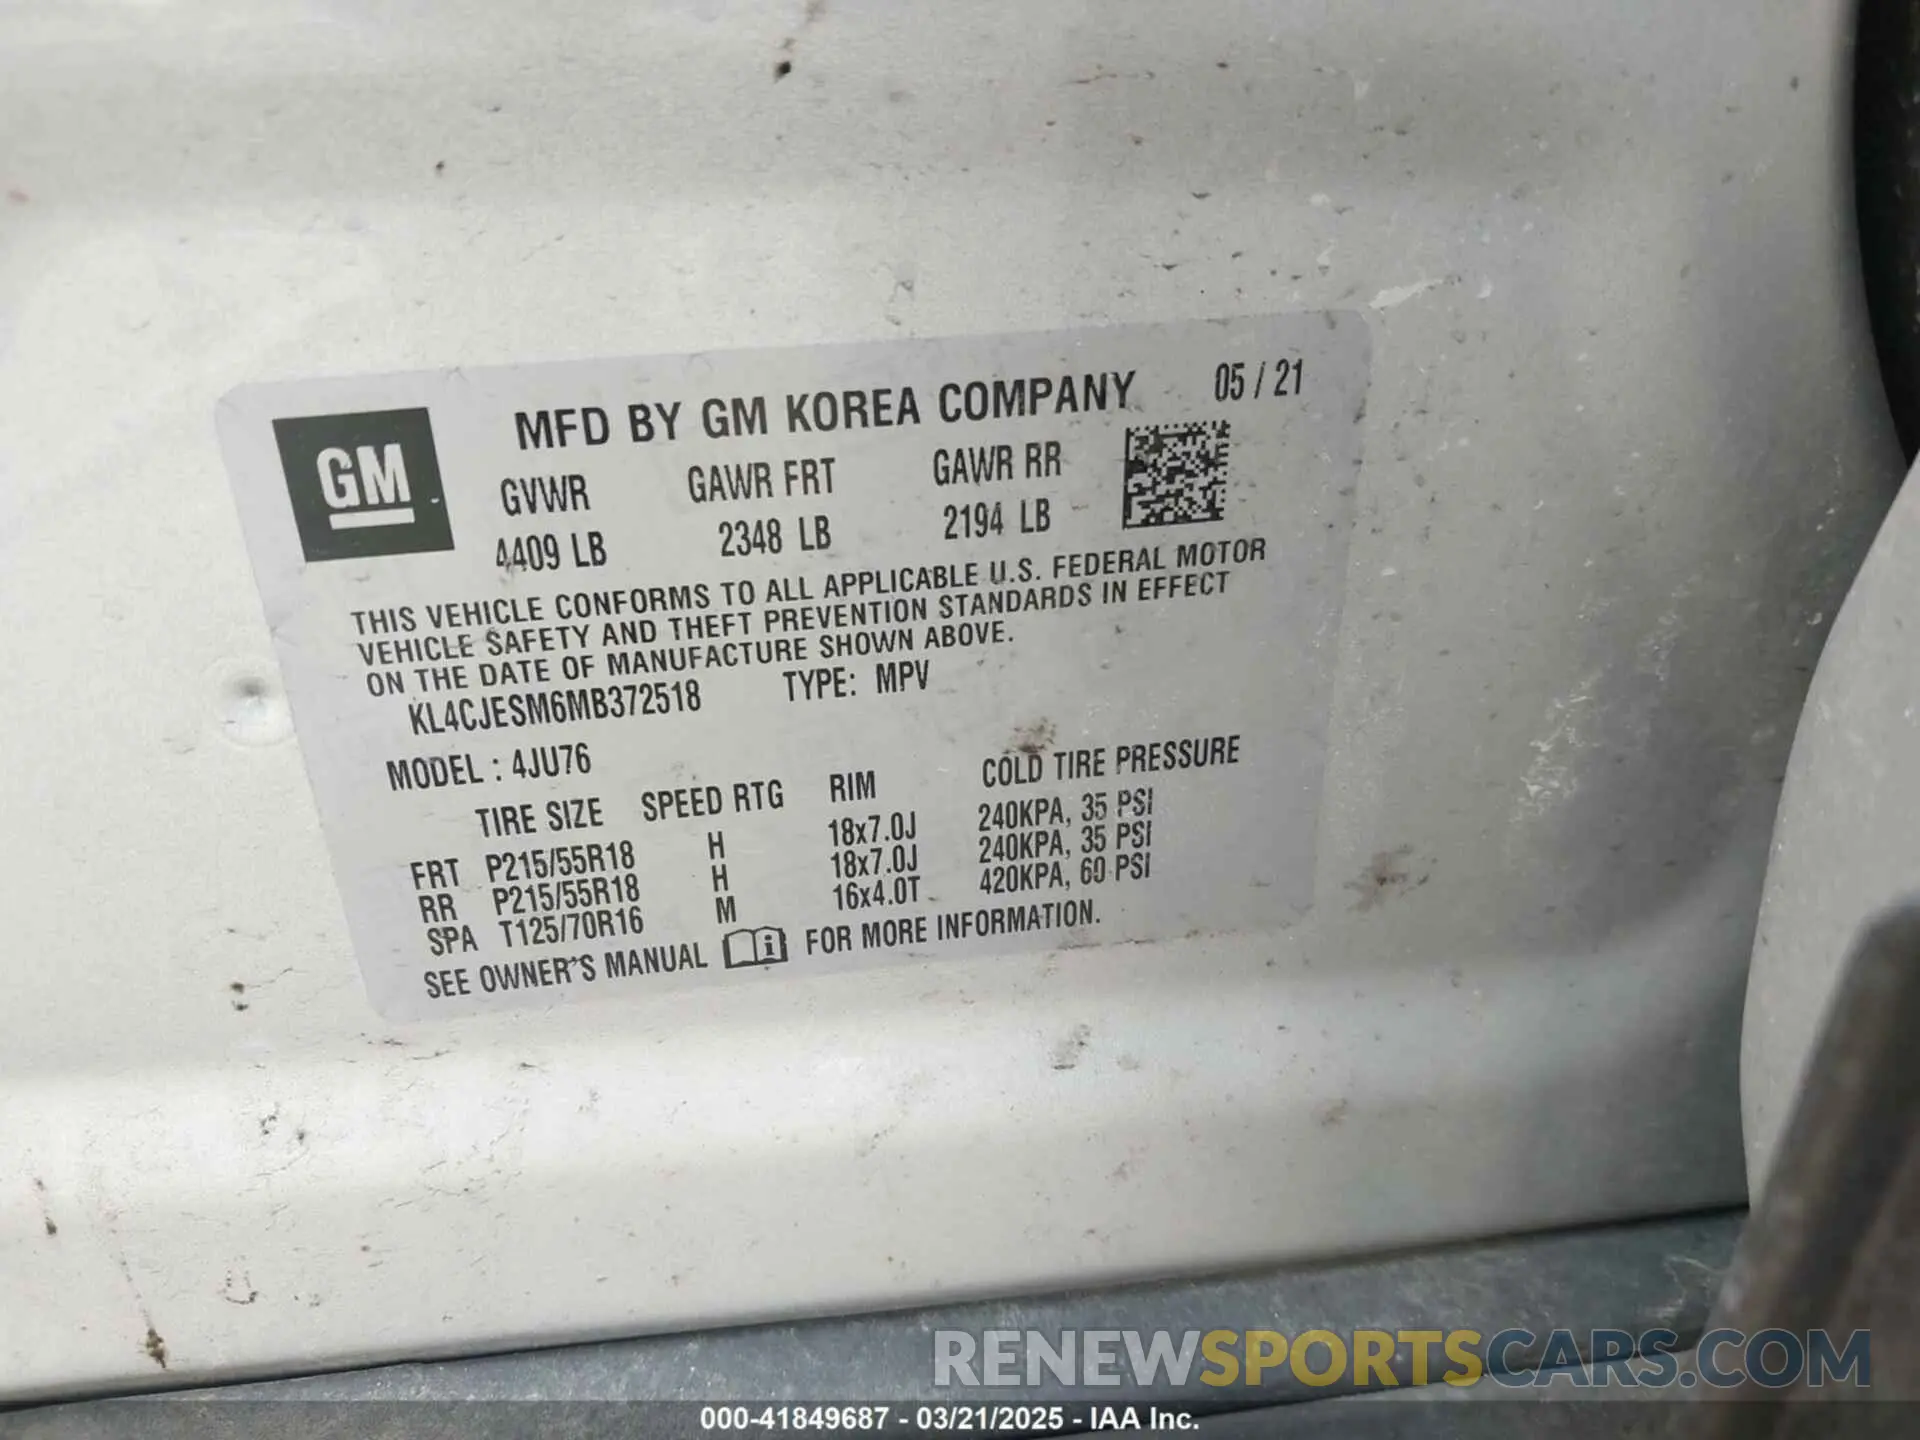 GM
MFD BY GM KOREA COMPANY 05 / 21
GVWR GAWR FRT GAWR RR
4409 LB 2348 LB 2194 LB
THIS VEHICLE CONFORMS TO ALL APPLICABLE U.S. FEDERAL MOTOR
VEHICLE SAFETY AND THEFT PREVENTION STANDARDS IN EFFECT
ON THE DATE OF MANUFACTURE SHOWN ABOVE.
KL4CJESM6MB372518 TYPE: MPV
MODEL : 4JU76
TIRE SIZE SPEED RTG RIM COLD TIRE PRESSURE
FRT P215/55R18 H 18x7.0J 240KPA, 35 PSI
RR P215/55R18 H 18x7.0J 240KPA, 35 PSI
SPA T125/70R16 M 16x4.0T 420KPA, 60 PSI
SEE OWNER'S MANUAL i FOR MORE INFORMATION.
RENEWSPORTSCARS.COM
000-41849687 - 03/21/2025 - IAA Inc.